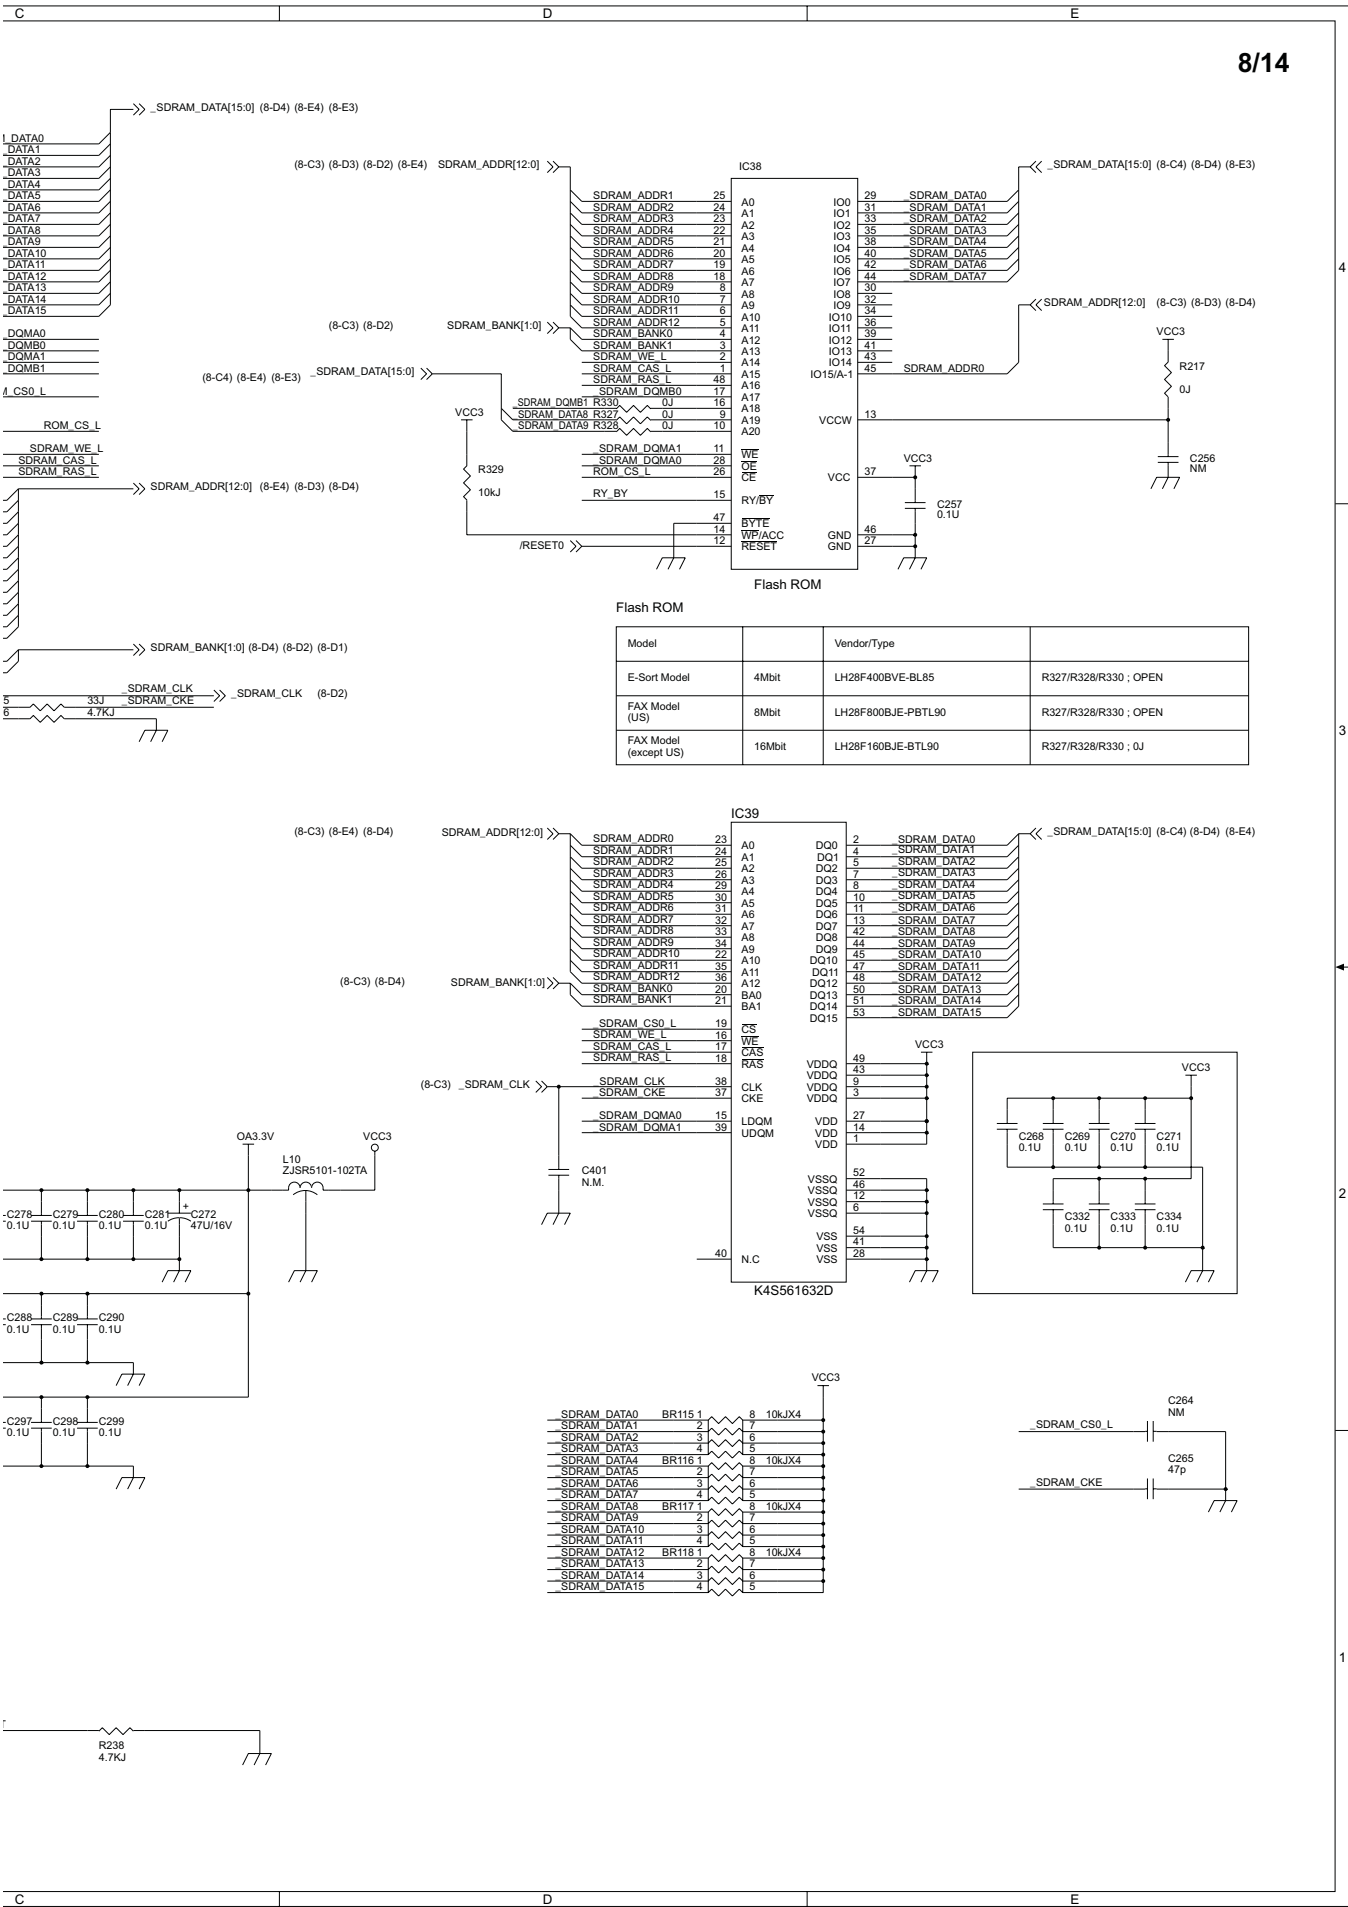 C D E
8/14
_SDRAM_DATA[15:0] (8-D4) (8-E4) (8-E3)
_DATA0
DATA1
DATA2
DATA3
DATA4
DATA5
DATA6
DATA7
DATA8
DATA9
DATA10
DATA11
DATA12
DATA13
DATA14
DATA15
DQMA0
DQMB0
DQMA1
DQMB1
_CS0_L
ROM_CS_L
SDRAM_WE_L
SDRAM_CAS_L
SDRAM_RAS_L
SDRAM_ADDR[12:0] (8-E4) (8-D3) (8-D4)
SDRAM_BANK[1:0] (8-D4) (8-D2) (8-D1)
_SDRAM_CLK _SDRAM_CLK (8-D2)
5 33J _SDRAM_CKE
6 4.7KJ
(8-C3) (8-D3) (8-D2) (8-E4) SDRAM_ADDR[12:0]
IC38
_SDRAM_DATA[15:0] (8-C4) (8-D4) (8-E3)
SDRAM_ADDR1 25 A0 IO0 29 _SDRAM_DATA0
SDRAM_ADDR2 24 A1 IO1 31 _SDRAM_DATA1
SDRAM_ADDR3 23 A2 IO2 33 _SDRAM_DATA2
SDRAM_ADDR4 22 A3 IO3 35 _SDRAM_DATA3
SDRAM_ADDR5 21 A4 IO4 38 _SDRAM_DATA4
SDRAM_ADDR6 20 A5 IO5 40 _SDRAM_DATA5
SDRAM_ADDR7 19 A6 IO6 42 _SDRAM_DATA6
SDRAM_ADDR8 18 A7 IO7 44 _SDRAM_DATA7
SDRAM_ADDR9 8 A8 IO8 30
SDRAM_ADDR10 7 A9 IO9 32
SDRAM_ADDR11 6 A10 IO10 34
SDRAM_ADDR12 5 A11 IO11 36
SDRAM_BANK0 4 A12 IO12 39
SDRAM_BANK1 3 A13 IO13 41
SDRAM_WE_L 2 A14 IO14 43
SDRAM_CAS_L 1 A15 IO15/A-1 45 SDRAM_ADDR0
SDRAM_RAS_L 48 A16
_SDRAM_DQMB0 17 A17
_SDRAM_DQMB1 R330 0J 16 A18
_SDRAM_DATA8 R327 0J 9 A19
_SDRAM_DATA9 R328 0J 10 A20
(8-C3) (8-D2) SDRAM_BANK[1:0]
(8-C4) (8-E4) (8-E3) _SDRAM_DATA[15:0]
SDRAM_ADDR[12:0] (8-C3) (8-D3) (8-D4)
VCC3
R217
0J
VCCW 13
C256
NM
VCC3
R329
10kJ
_SDRAM_DQMA1 11 WE
_SDRAM_DQMA0 28 OE
ROM_CS_L 26 CE
RY_BY 15 RY/BY
47 BYTE
14 WP/ACC
/RESET0 12 RESET
VCC 37
VCC3
C257
0.1U
GND 46
GND 27
Flash ROM
Flash ROM
Model Vendor/Type
E-Sort Model 4Mbit LH28F400BVE-BL85 R327/R328/R330 ; OPEN
FAX Model
(US) 8Mbit LH28F800BJE-PBTL90 R327/R328/R330 ; OPEN
FAX Model
(except US) 16Mbit LH28F160BJE-BTL90 R327/R328/R330 ; 0J
4
3
2
1
IC39
(8-C3) (8-E4) (8-D4) SDRAM_ADDR[12:0]
_SDRAM_DATA[15:0] (8-C4) (8-D4) (8-E4)
SDRAM_ADDR0 23 A0 DQ0 2 _SDRAM_DATA0
SDRAM_ADDR1 24 A1 DQ1 4 _SDRAM_DATA1
SDRAM_ADDR2 25 A2 DQ2 5 _SDRAM_DATA2
SDRAM_ADDR3 26 A3 DQ3 7 _SDRAM_DATA3
SDRAM_ADDR4 29 A4 DQ4 8 _SDRAM_DATA4
SDRAM_ADDR5 30 A5 DQ5 10 _SDRAM_DATA5
SDRAM_ADDR6 31 A6 DQ6 11 _SDRAM_DATA6
SDRAM_ADDR7 32 A7 DQ7 13 _SDRAM_DATA7
SDRAM_ADDR8 33 A8 DQ8 42 _SDRAM_DATA8
SDRAM_ADDR9 34 A9 DQ9 44 _SDRAM_DATA9
SDRAM_ADDR10 22 A10 DQ10 45 _SDRAM_DATA10
SDRAM_ADDR11 35 A11 DQ11 47 _SDRAM_DATA11
SDRAM_ADDR12 36 A12 DQ12 48 _SDRAM_DATA12
SDRAM_BANK0 20 BA0 DQ13 50 _SDRAM_DATA13
SDRAM_BANK1 21 BA1 DQ14 51 _SDRAM_DATA14
DQ15 53 _SDRAM_DATA15
(8-C3) (8-D4) SDRAM_BANK[1:0]
_SDRAM_CS0_L 19 CS
SDRAM_WE_L 16 WE
SDRAM_CAS_L 17 CAS
SDRAM_RAS_L 18 RAS
(8-C3) _SDRAM_CLK
_SDRAM_CLK 38 CLK
_SDRAM_CKE 37 CKE
_SDRAM_DQMA0 15 LDQM
_SDRAM_DQMA1 39 UDQM
C401
N.M.
40 N.C
VCC3
VDDQ 49
VDDQ 43
VDDQ 9
VDDQ 3
VDD 27
VDD 14
VDD 1
VSSQ 52
VSSQ 46
VSSQ 12
VSSQ 6
VSS 54
VSS 41
VSS 28
K4S561632D
VCC3
C268 C269 C270 C271
0.1U 0.1U 0.1U 0.1U
C332 C333 C334
0.1U 0.1U 0.1U
OA3.3V VCC3
L10
ZJSR5101-102TA
C278 C279 C280 C281 + C272
0.1U 0.1U 0.1U 0.1U 47U/16V
C288 C289 C290
0.1U 0.1U 0.1U
C297 C298 C299
0.1U 0.1U 0.1U
VCC3
_SDRAM_DATA0 BR115 1 8 10kJX4
_SDRAM_DATA1 2 7
_SDRAM_DATA2 3 6
_SDRAM_DATA3 4 5
_SDRAM_DATA4 BR116 1 8 10kJX4
_SDRAM_DATA5 2 7
_SDRAM_DATA6 3 6
_SDRAM_DATA7 4 5
_SDRAM_DATA8 BR117 1 8 10kJX4
_SDRAM_DATA9 2 7
_SDRAM_DATA10 3 6
_SDRAM_DATA11 4 5
_SDRAM_DATA12 BR118 1 8 10kJX4
_SDRAM_DATA13 2 7
_SDRAM_DATA14 3 6
_SDRAM_DATA15 4 5
C264
NM
_SDRAM_CS0_L
C265
47p
_SDRAM_CKE
R238
4.7KJ
C D E